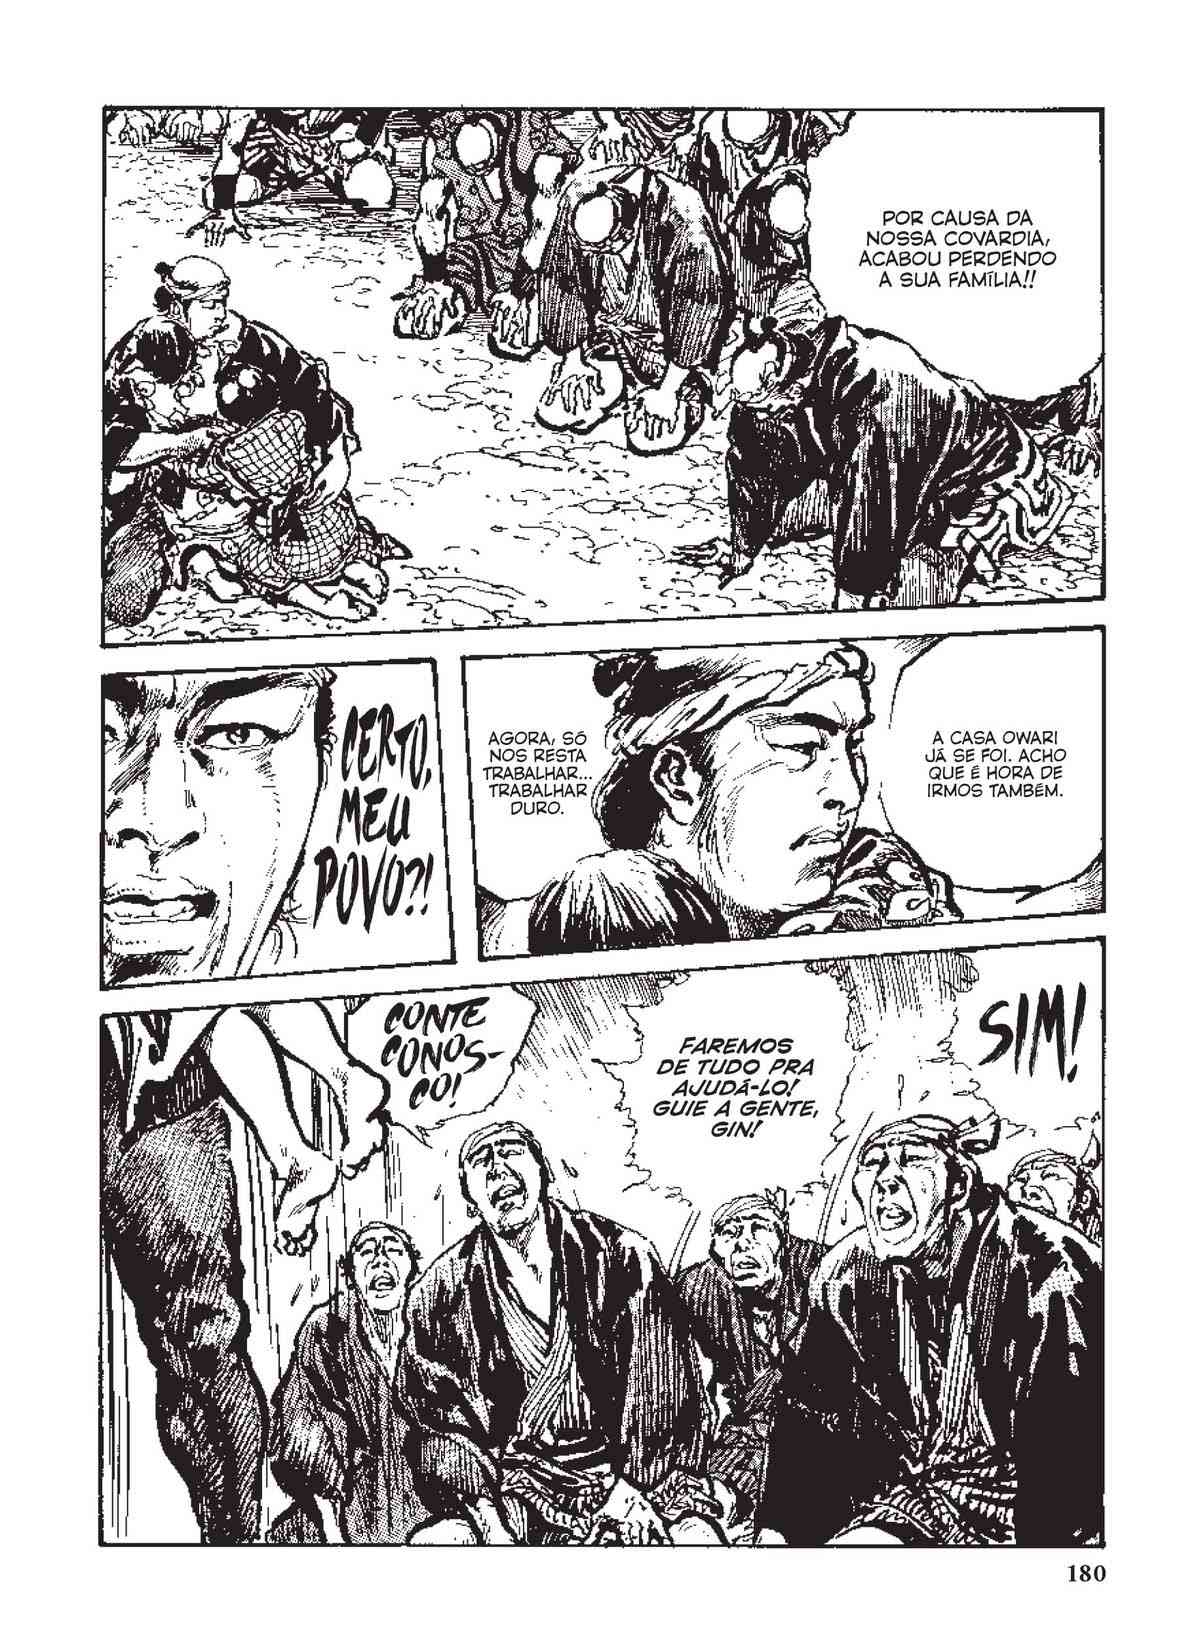 POR CAUSA DA
NOSSA COVARDIA,
ACABOU PERDENDO
A SUA FAMÍLIA!!
A CASA OWARI
JÁ SE FOI. ACHO
QUE É HORA DE
IRMOS TAMBÉM.
AGORA, SÓ
NOS RESTA
TRABALHAR...
TRABALHAR
DURO.
CERTO,
MEU
POVO?!
SIM!
FAREMOS
DE TUDO PRA
AJUDÁ-LO!
GUIE A GENTE,
GIN!
CONTE
CONOS-
CO!
180